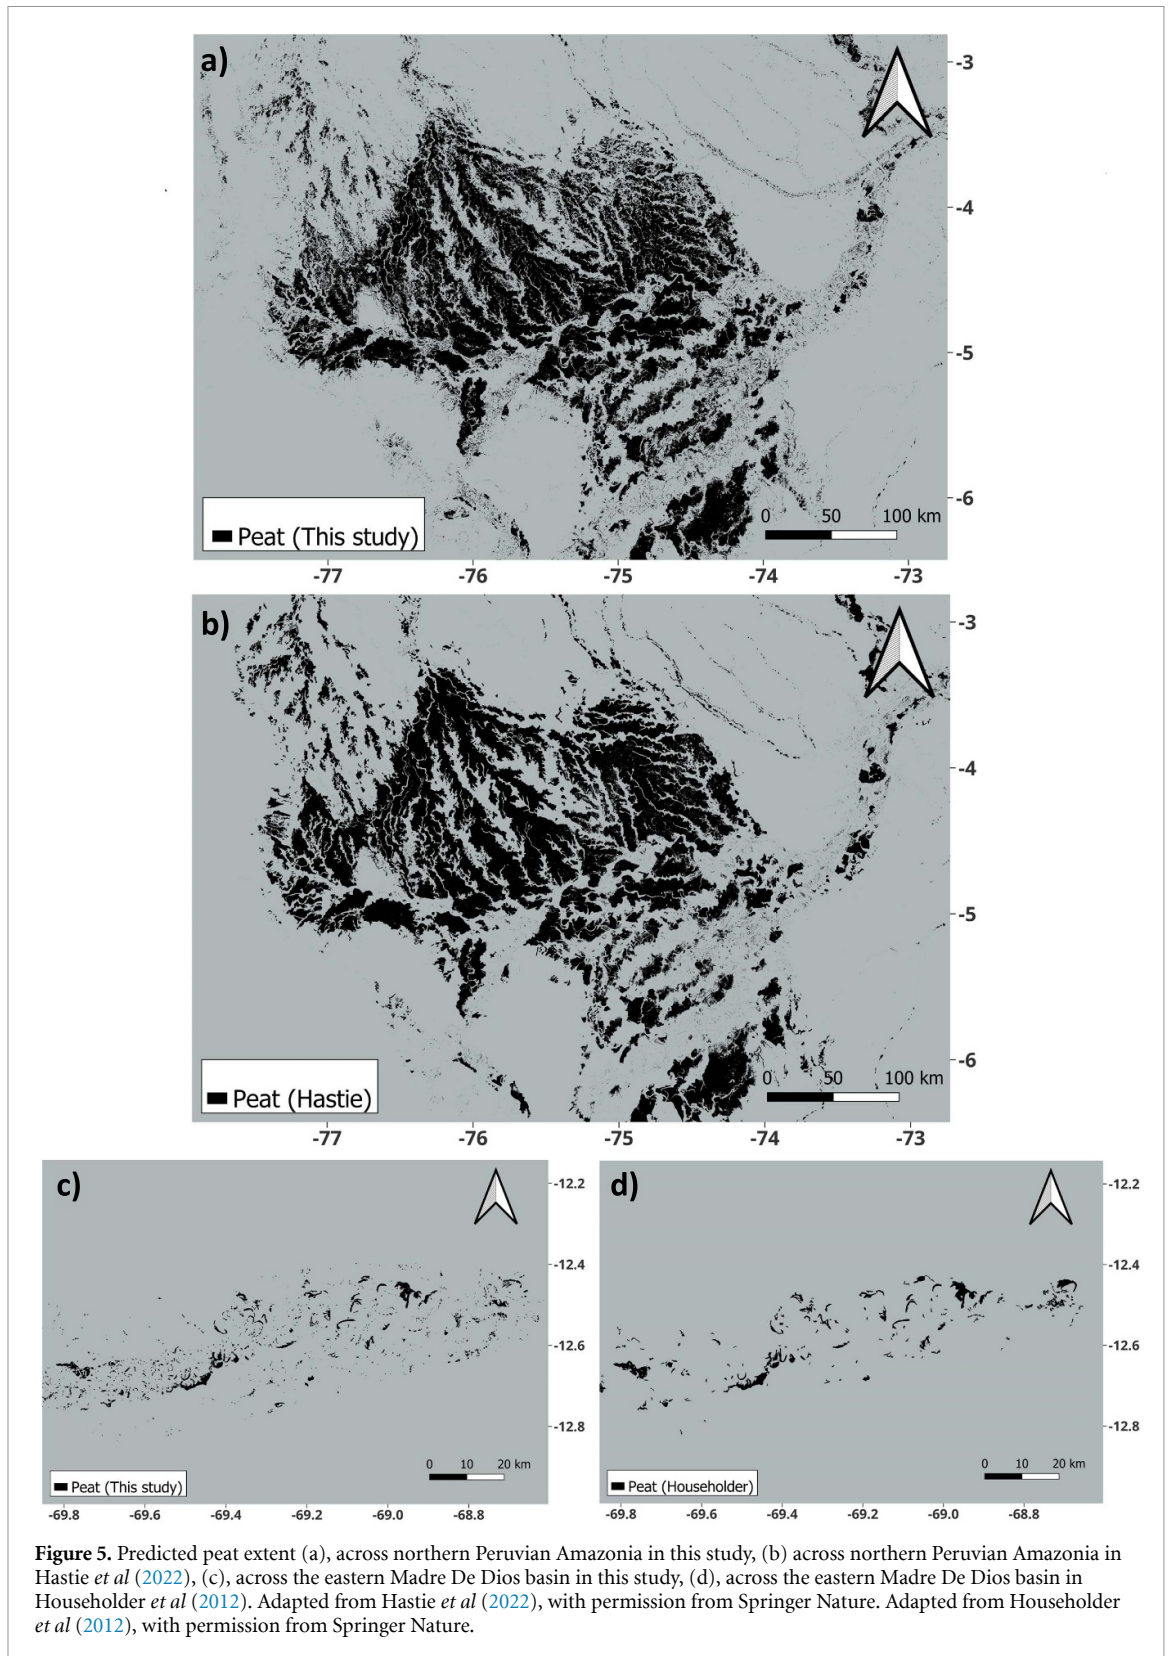 a)
-3
-4
-5
-6
Peat (This study)
0 50 100 km
-77 -76 -75 -74 -73
b)
-3
-4
-5
-6
Peat (Hastie)
0 50 100 km
-77 -76 -75 -74 -73
c)
-12.2
-12.4
-12.6
-12.8
0 10 20 km
Peat (This study)
-69.8 -69.6 -69.4 -69.2 -69.0 -68.8
d)
-12.2
-12.4
-12.6
-12.8
0 10 20 km
Peat (Householder)
-69.8 -69.6 -69.4 -69.2 -69.0 -68.8
Figure 5. Predicted peat extent (a), across northern Peruvian Amazonia in this study, (b) across northern Peruvian Amazonia in
Hastie et al (2022), (c), across the eastern Madre De Dios basin in this study, (d), across the eastern Madre De Dios basin in
Householder et al (2012). Adapted from Hastie et al (2022), with permission from Springer Nature. Adapted from Householder
et al (2012), with permission from Springer Nature.